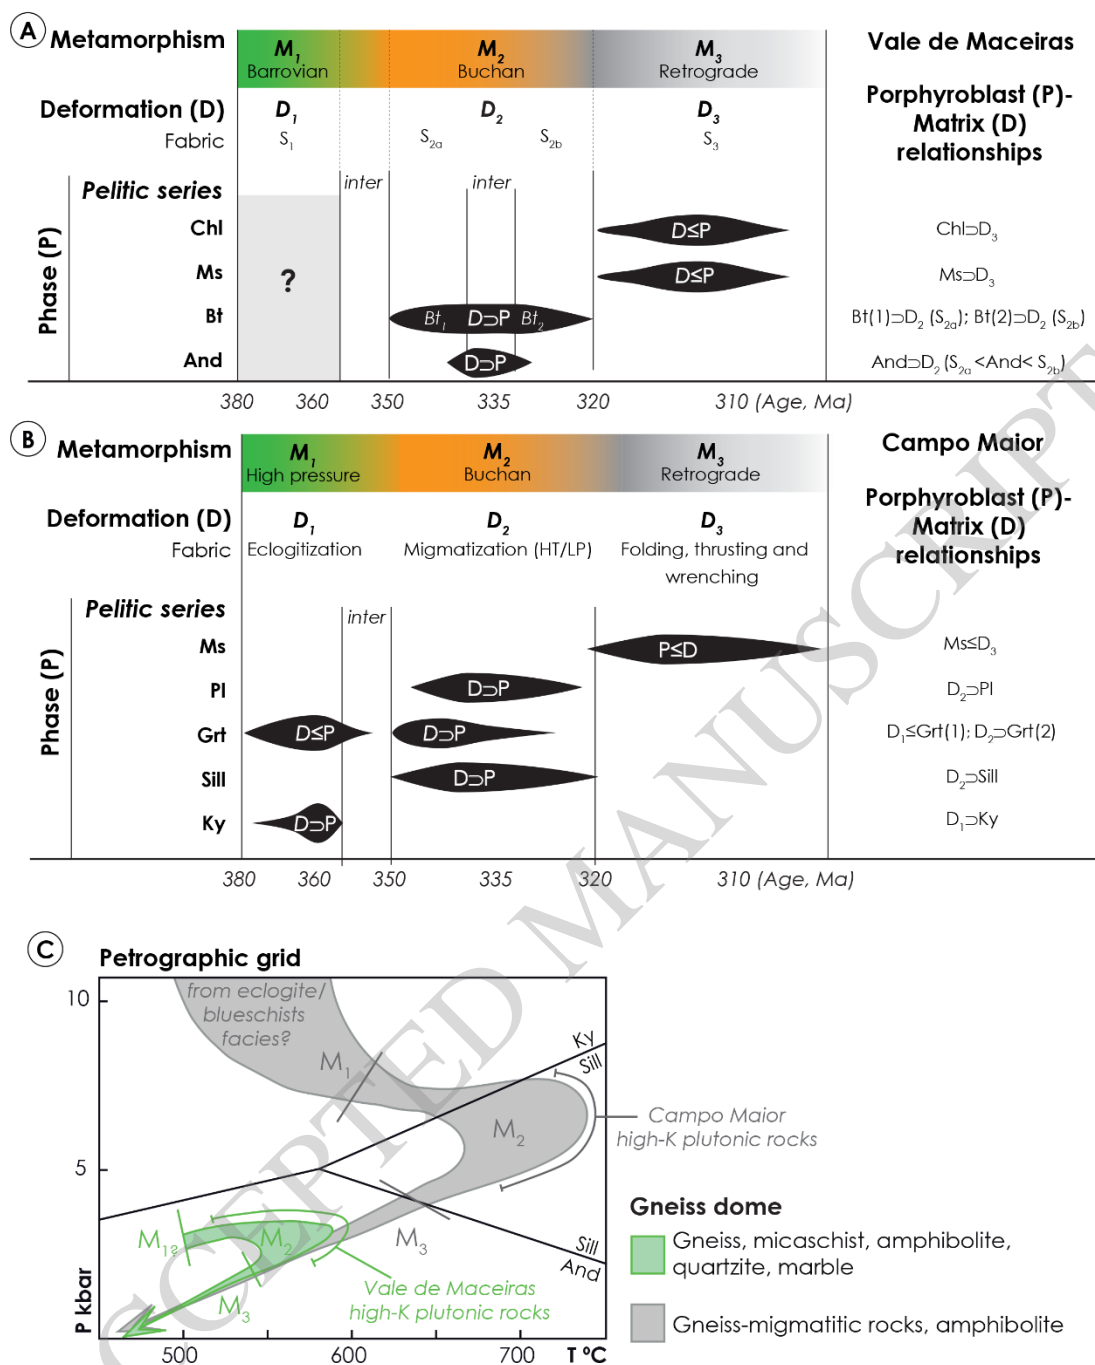 A
Metamorphism
M1
Barrovian
M2
Buchan
M3
Retrograde
Vale de Maceiras
Deformation (D)
Fabric
D1
S1
D2
S2a
S2b
D3
S3
Porphyroblast (P)-
Matrix (D)
relationships
Pelitic series
inter
inter
Phase (P)
Chl
D≤P
Chl⊃D3
Ms
?
D≤P
Ms⊃D3
Bt
Bt1
D⊃P
Bt2
Bt(1)⊃D2 (S2a); Bt(2)⊃D2 (S2b)
And
D⊃P
And⊃D2 (S2a <And< S2b)
380 360 350 335 320 310 (Age, Ma)
B
Metamorphism
M1
High pressure
M2
Buchan
M3
Retrograde
Campo Maior
Deformation (D)
Fabric
D1
Eclogitization
D2
Migmatization (HT/LP)
D3
Folding, thrusting and
wrenching
Porphyroblast (P)-
Matrix (D)
relationships
Pelitic series
inter
Phase (P)
Ms
P≤D
Ms≤D3
Pl
D⊃P
D2⊃Pl
Grt
D≤P
D⊃P
D1≤Grt(1); D2⊃Grt(2)
Sill
D⊃P
D2⊃Sill
Ky
D⊃P
D1⊃Ky
380 360 350 335 320 310 (Age, Ma)
C
Petrographic grid
10
from eclogite/
blueschists
facies?
M1
Ky
Sill
M2
Campo Maior
high-K plutonic rocks
5
M1?
M2
M3
Sill
And
M3
Vale de Maceiras
high-K plutonic rocks
P kbar
500 600 700 T ºC
Gneiss dome
Gneiss, micaschist, amphibolite,
quartzite, marble
Gneiss-migmatitic rocks, amphibolite
CCEPTED MANUSCRIPT